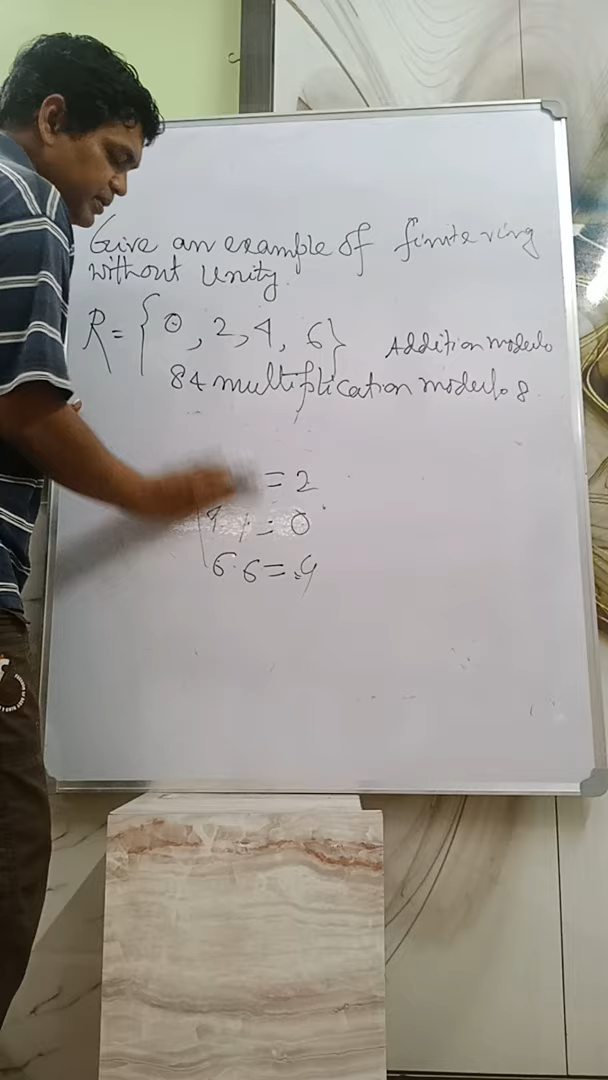 Give an example of finite ring
without Unity.
R = { 0, 2, 4, 6 } Addition modulo
8 4 multiplication modulo 8
= 2
= 0
6·6 = 4